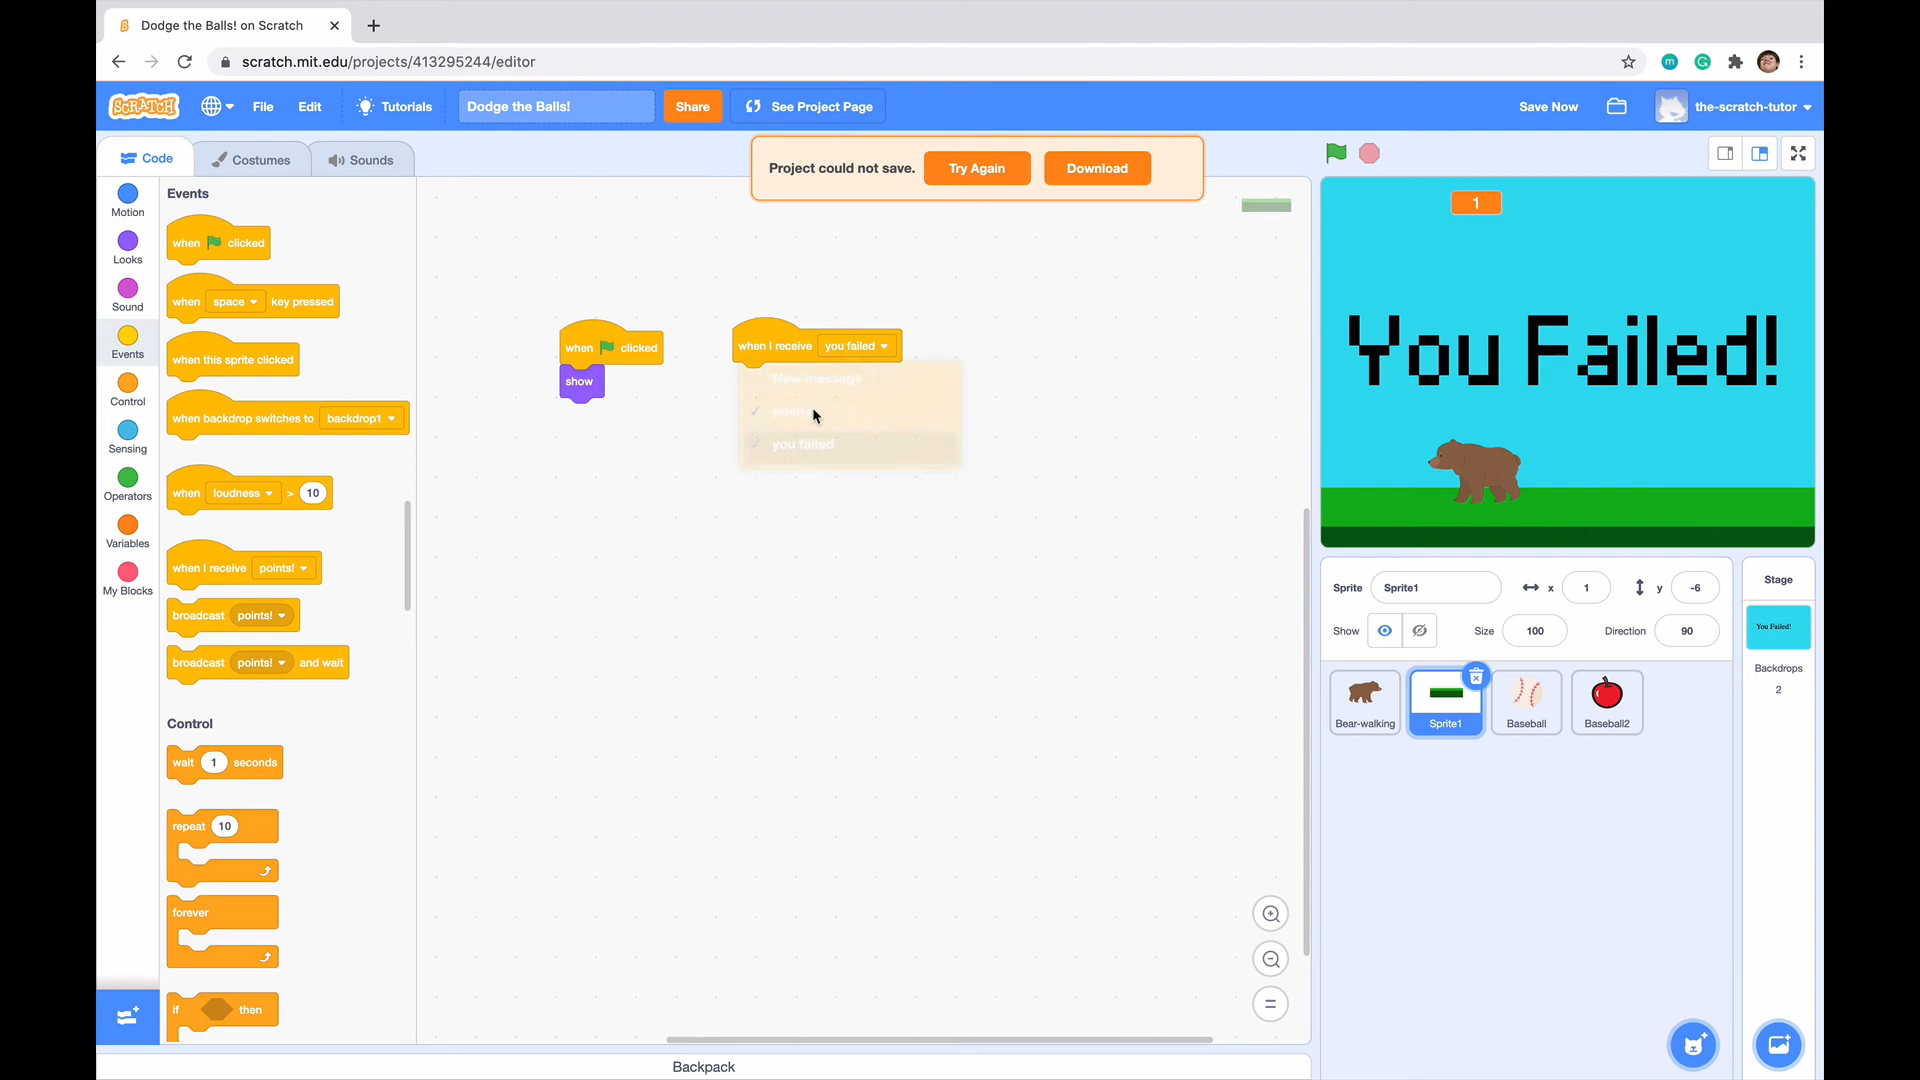 Dodge the Balls! on Scratch
scratch.mit.edu/projects/413295244/editor
SCRATCH
File
Edit
Tutorials
Dodge the Balls!
Share
See Project Page
Save Now
the-scratch-tutor
Code
Costumes
Sounds
Project could not save.
Try Again
Download
Motion
Looks
Sound
Events
Control
Sensing
Operators
Variables
My Blocks
Events
when clicked
when space key pressed
when this sprite clicked
when backdrop switches to backdrop1
when loudness > 10
when I receive points!
broadcast points!
broadcast points! and wait
Control
wait 1 seconds
repeat 10
forever
if then
when clicked
show
when I receive you failed
New message
you failed
1
You Failed!
Sprite Sprite1 x 1 y -6
Show Size 100 Direction 90
Bear-walking
Sprite1
Baseball
Baseball2
Stage
You Failed!
Backdrops
2
Backpack